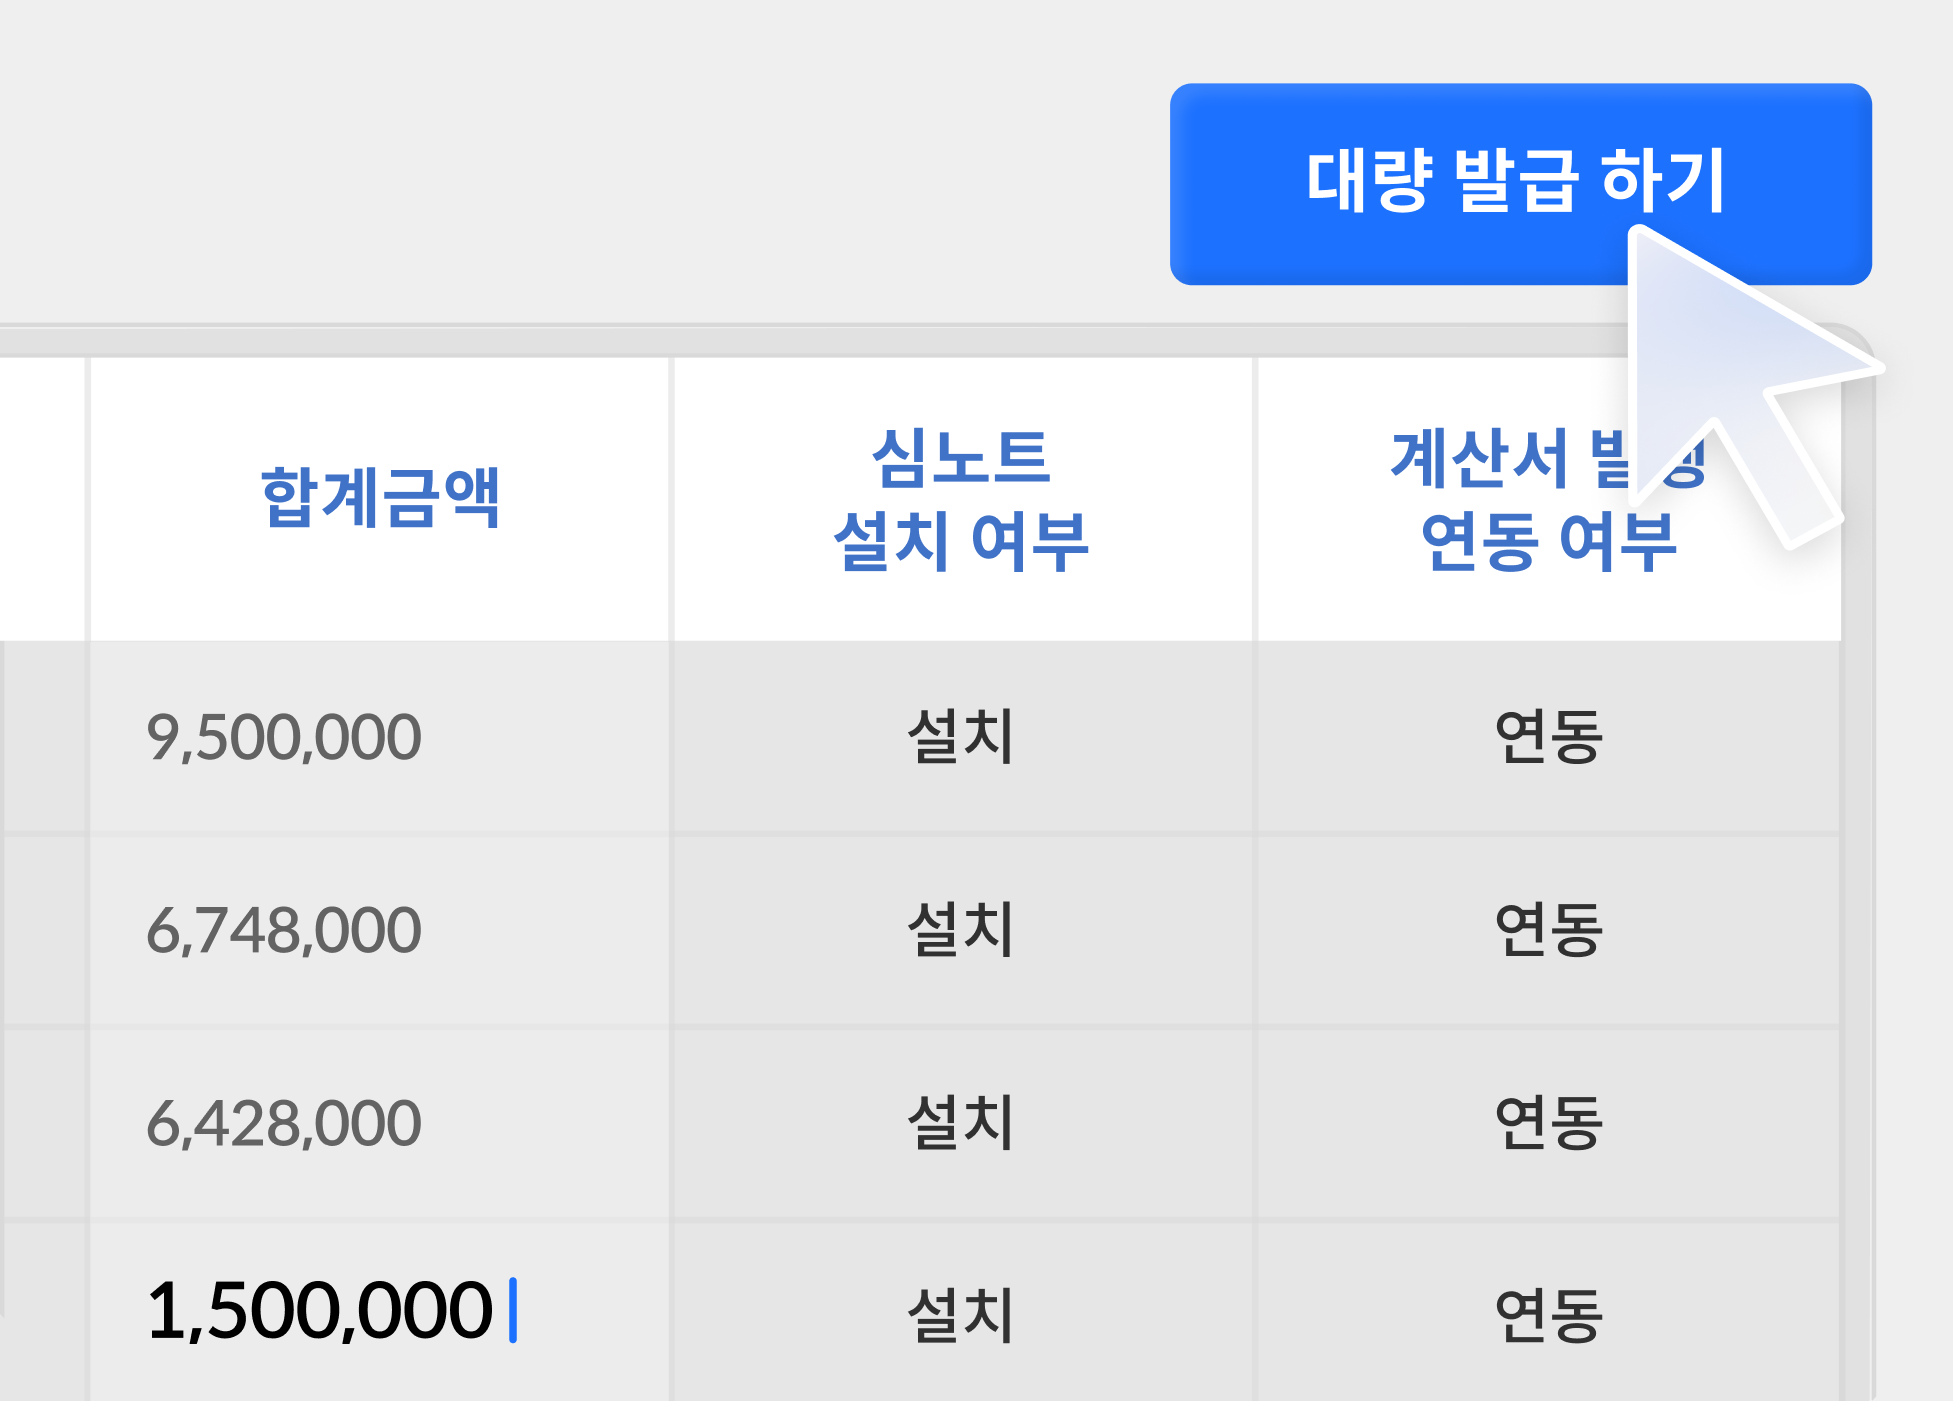 대량 발급 하기
합계금액
심노트
설치 여부
계산서
연동 여부
9,500,000 설치 연동
6,748,000 설치 연동
6,428,000 설치 연동
1,500,000 설치 연동